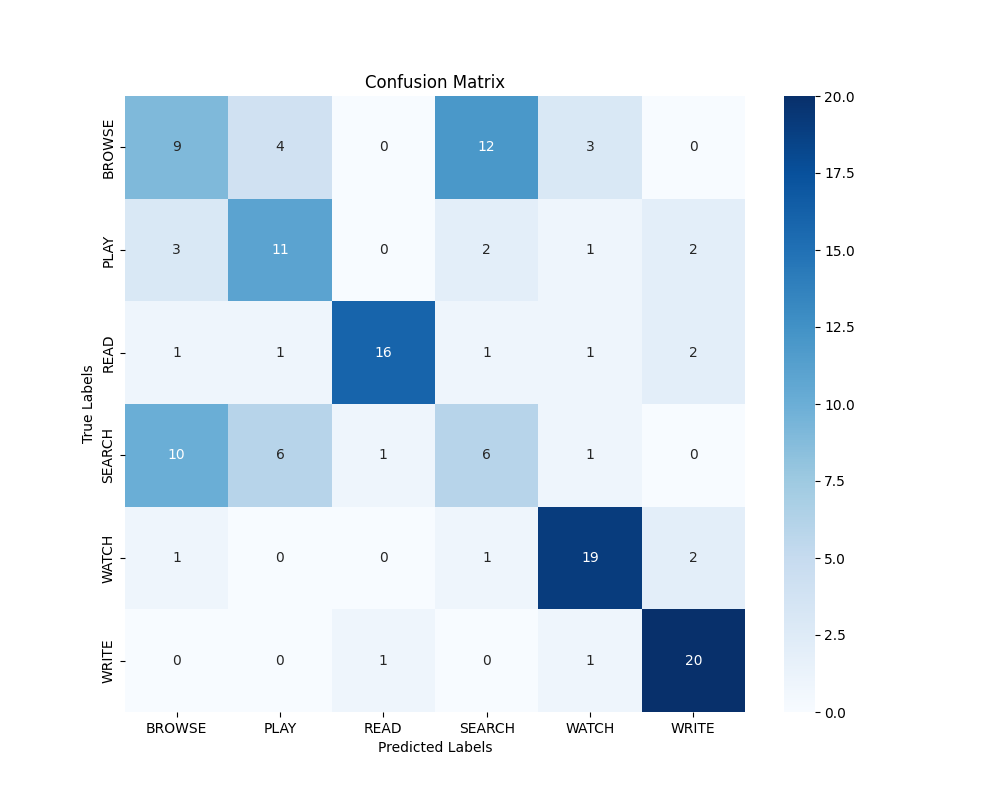 Confusion Matrix
True Labels
BROWSE 9 4 0 12 3 0
PLAY 3 11 0 2 1 2
READ 1 1 16 1 1 2
SEARCH 10 6 1 6 1 0
WATCH 1 0 0 1 19 2
WRITE 0 0 1 0 1 20
BROWSE PLAY READ SEARCH WATCH WRITE
Predicted Labels
20.0
17.5
15.0
12.5
10.0
7.5
5.0
2.5
0.0